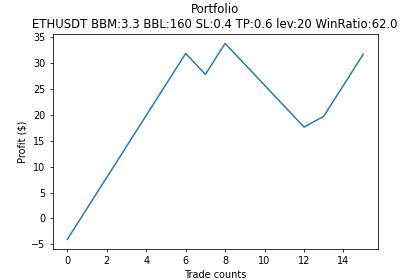 Portfolio
ETHUSDT BBM:3.3 BBL:160 SL:0.4 TP:0.6 lev:20 WinRatio:62.0
35
30
25
20
15
10
5
0
−5
Profit ($)
0 2 4 6 8 10 12 14
Trade counts